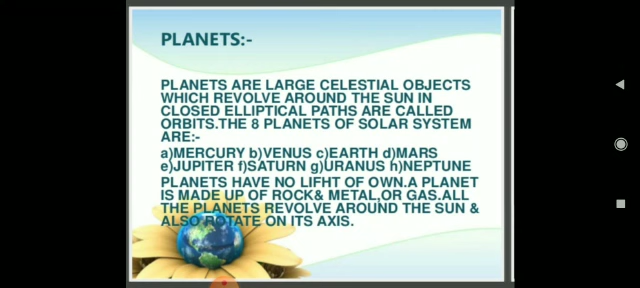 PLANETS:-
PLANETS ARE LARGE CELESTIAL OBJECTS
WHICH REVOLVE AROUND THE SUN IN
CLOSED ELLIPTICAL PATHS ARE CALLED
ORBITS.THE 8 PLANETS OF SOLAR SYSTEM
ARE:-
a)MERCURY b)VENUS c)EARTH d)MARS
e)JUPITER f)SATURN g)URANUS h)NEPTUNE
PLANETS HAVE NO LIFHT OF OWN.A PLANET
IS MADE UP OF ROCK& METAL,OR GAS.ALL
THE PLANETS REVOLVE AROUND THE SUN &
ALSO ROTATE ON ITS AXIS.